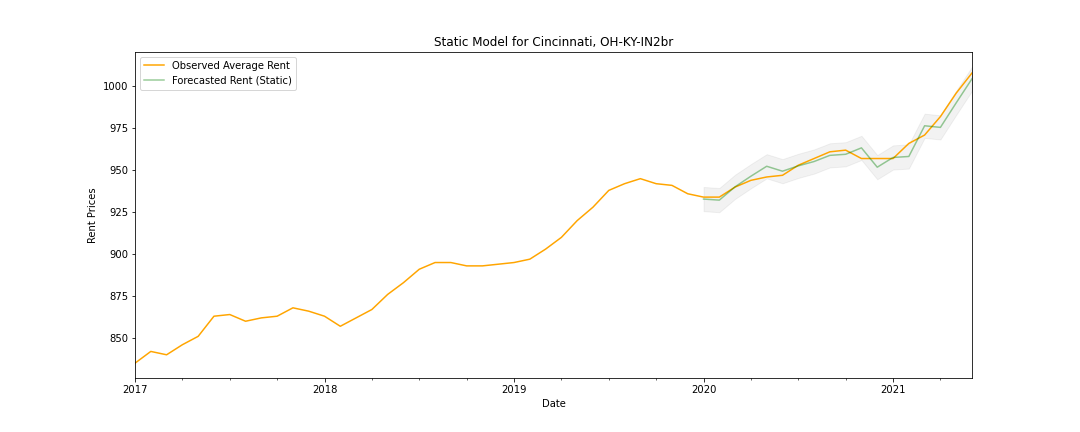 Static Model for Cincinnati, OH-KY-IN2br
Observed Average Rent
Forecasted Rent (Static)
1000
975
950
925
900
875
850
Rent Prices
2017 2018 2019 2020 2021
Date